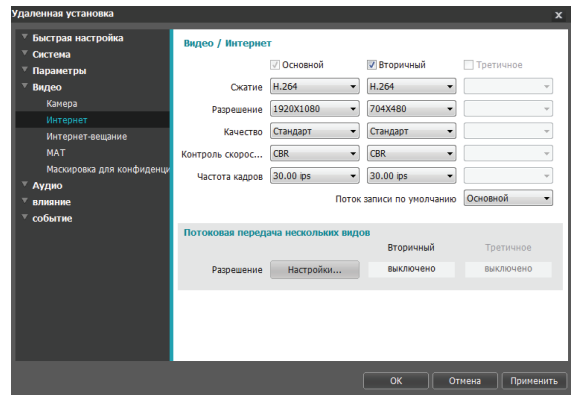 Удаленная установка x
Быстрая настройка
Система
Параметры
Видео
Камера
Интернет
Интернет-вещание
MAT
Маскировка для конфиденци
Аудио
влияние
событие
Видео / Интернет
Основной Вторичный Третичное
Сжатие H.264 H.264
Разрешение 1920X1080 704X480
Качество Стандарт Стандарт
Контроль скорос... CBR CBR
Частота кадров 30.00 ips 30.00 ips
Поток записи по умолчанию Основной
Потоковая передача нескольких видов
Вторичный Третичное
Разрешение Настройки... выключено выключено
OK Отмена Применить